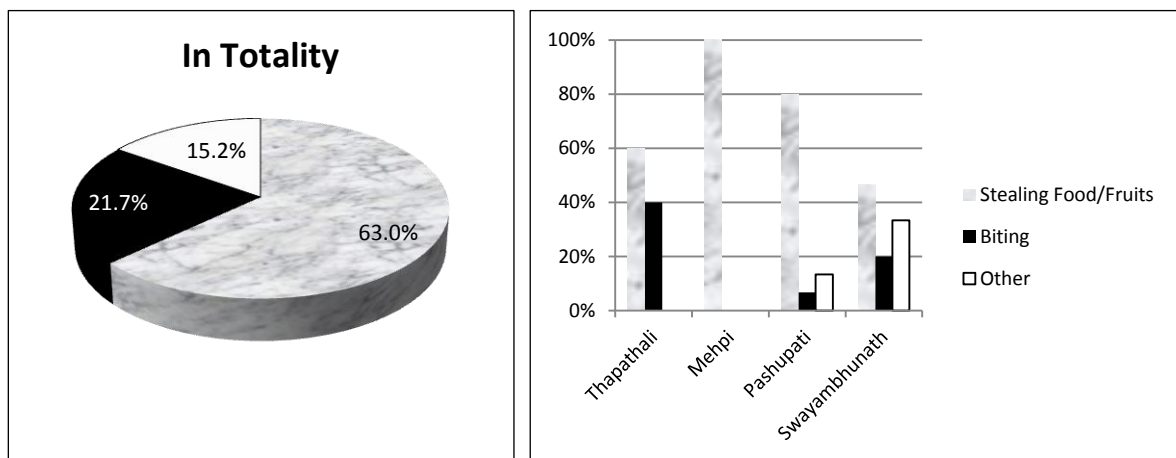 In Totality
15.2%
21.7%
63.0%
100%
80%
60%
40%
20%
0%
Thapathali
Mehpi
Pashupati
Swayambhunath
Stealing Food/Fruits
Biting
Other